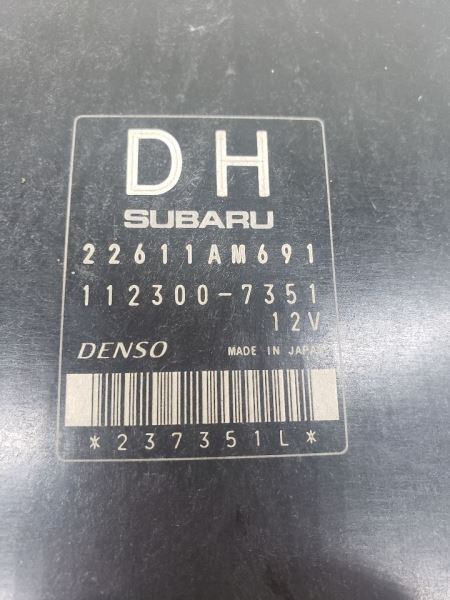 DH
SUBARU
22611AM691
112300-7351
12V
DENSO MADE IN JAPAN
*237351L*